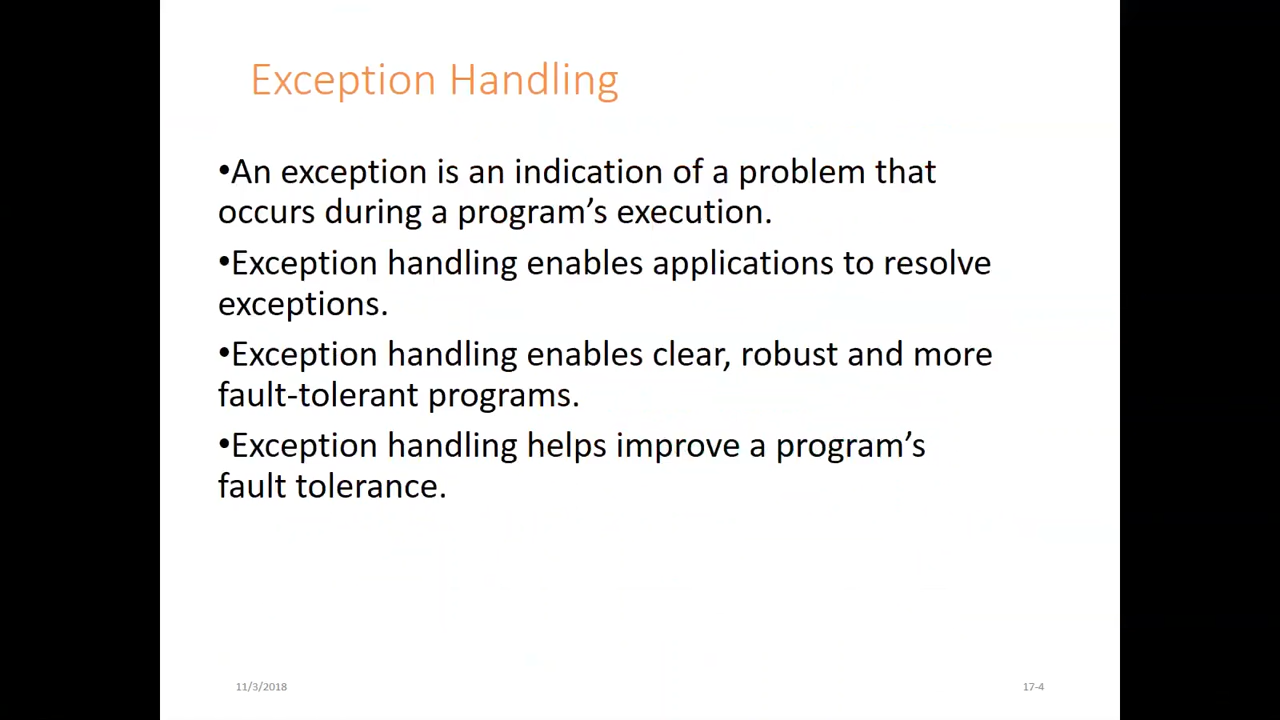 Exception Handling
•An exception is an indication of a problem that
occurs during a program’s execution.
•Exception handling enables applications to resolve
exceptions.
•Exception handling enables clear, robust and more
fault-tolerant programs.
•Exception handling helps improve a program’s
fault tolerance.
11/3/2018
17-4